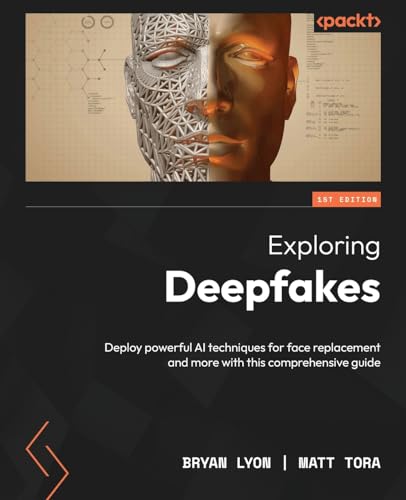 <packt>
1ST EDITION
Exploring
Deepfakes
Deploy powerful AI techniques for face replacement
and more with this comprehensive guide
BRYAN LYON | MATT TORA